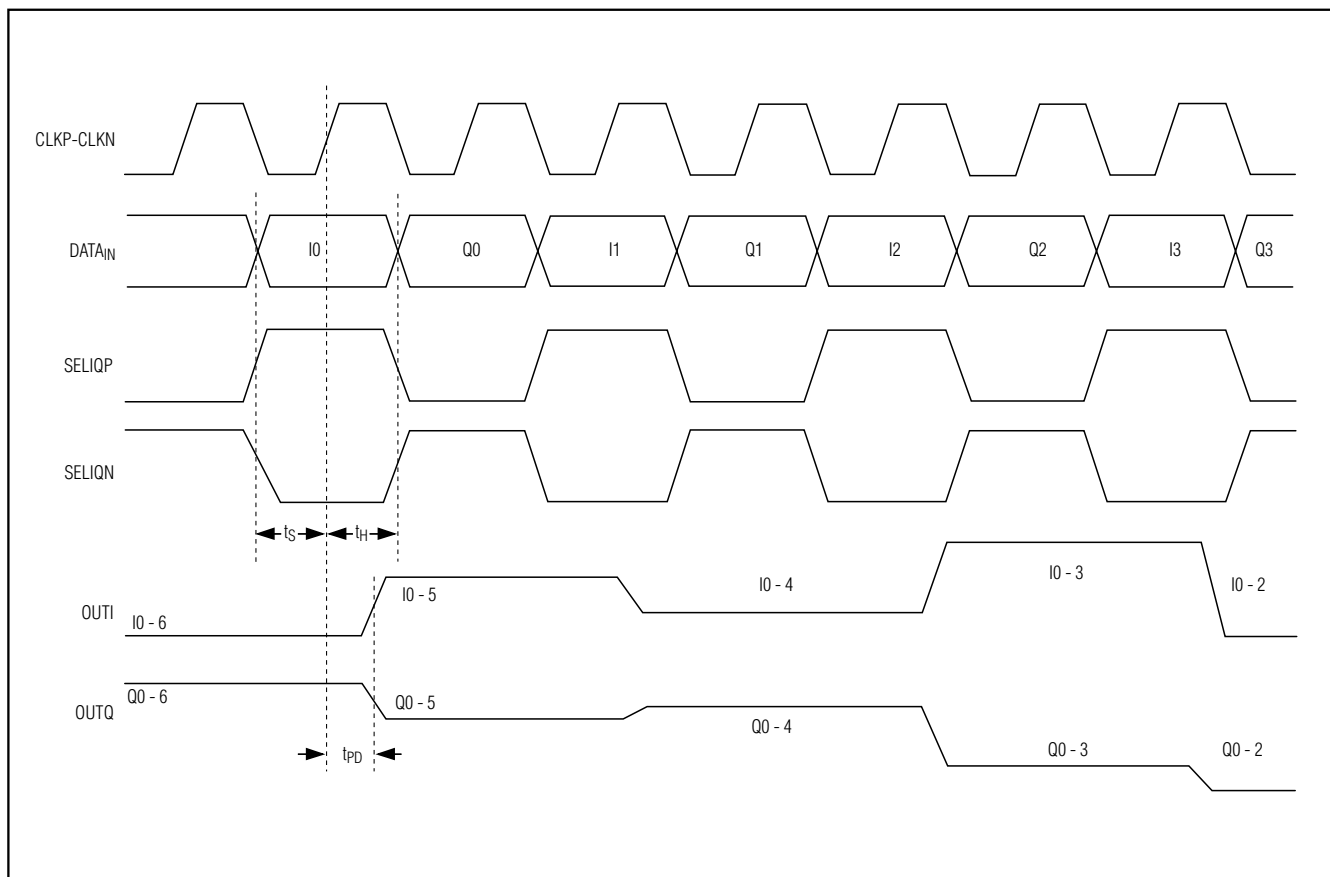 CLKP-CLKN
DATAIN
I0 Q0 I1 Q1 I2 Q2 I3 Q3
SELIQP
SELIQN
tS tH
OUTI
I0 - 6 I0 - 5 I0 - 4 I0 - 3 I0 - 2
OUTQ
Q0 - 6 Q0 - 5 Q0 - 4 Q0 - 3 Q0 - 2
tPD